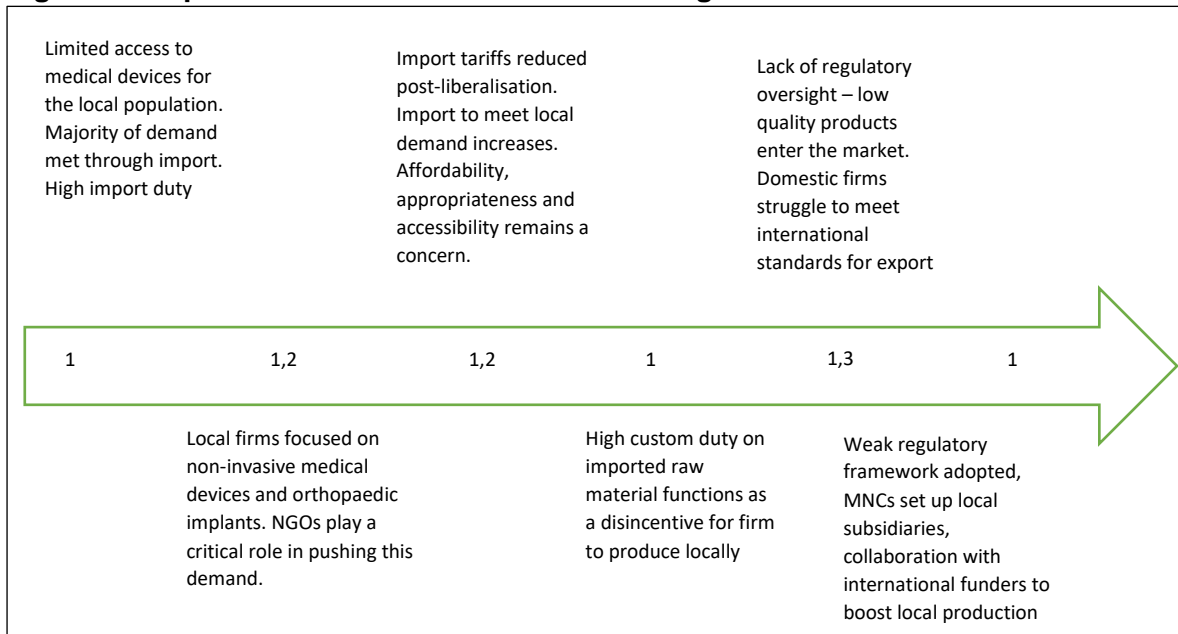 Limited access to
medical devices for
the local population.
Majority of demand
met through import.
High import duty
Import tariffs reduced
post-liberalisation.
Import to meet local
demand increases.
Affordability,
appropriateness and
accessibility remains a
concern.
Lack of regulatory
oversight – low
quality products
enter the market.
Domestic firms
struggle to meet
international
standards for export
1 1,2 1,2 1 1,3 1
Local firms focused on
non-invasive medical
devices and orthopaedic
implants. NGOs play a
critical role in pushing this
demand.
High custom duty on
imported raw
material functions as
a disincentive for firm
to produce locally
Weak regulatory
framework adopted,
MNCs set up local
subsidiaries,
collaboration with
international funders to
boost local production